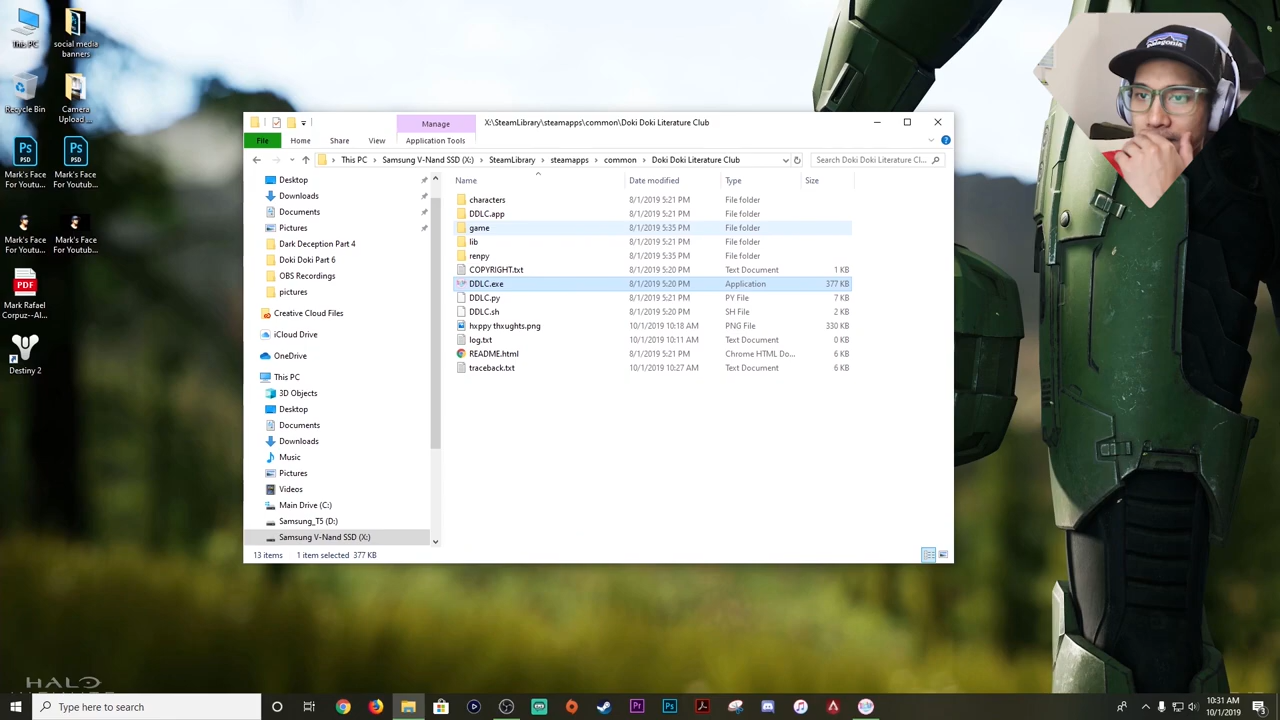 This PC
social media
banners
Recycle Bin
Camera
Upload ...
Mark's Face
For Youtu...
Mark's Face
For Youtub...
Mark's Face
For Youtub...
Mark's Face
For Youtub...
PDF
Mark Rafael
Corpuz--Al...
Destiny 2
patagonia
Manage
X:\SteamLibrary\steamapps\common\Doki Doki Literature Club
File Home Share View Application Tools
This PC > Samsung V-Nand SSD (X:) > SteamLibrary > steamapps > common > Doki Doki Literature Club
Search Doki Doki Literature Cl...
Name Date modified Type Size
Desktop
Downloads
Documents
Pictures
Dark Deception Part 4
Doki Doki Part 6
OBS Recordings
pictures
Creative Cloud Files
iCloud Drive
OneDrive
This PC
3D Objects
Desktop
Documents
Downloads
Music
Pictures
Videos
Main Drive (C:)
Samsung_T5 (D:)
Samsung V-Nand SSD (X:)
characters 8/1/2019 5:21 PM File folder
DDLC.app 8/1/2019 5:21 PM File folder
game 8/1/2019 5:35 PM File folder
lib 8/1/2019 5:21 PM File folder
renpy 8/1/2019 5:35 PM File folder
COPYRIGHT.txt 8/1/2019 5:20 PM Text Document 1 KB
DDLC.exe 8/1/2019 5:20 PM Application 377 KB
DDLC.py 8/1/2019 5:21 PM PY File 7 KB
DDLC.sh 8/1/2019 5:20 PM SH File 2 KB
hxppy thxughts.png 10/1/2019 10:18 AM PNG File 330 KB
log.txt 10/1/2019 10:11 AM Text Document 0 KB
README.html 8/1/2019 5:21 PM Chrome HTML Do... 6 KB
traceback.txt 10/1/2019 10:27 AM Text Document 6 KB
13 items 1 item selected 377 KB
HALO
Type here to search
10:31 AM
10/1/2019